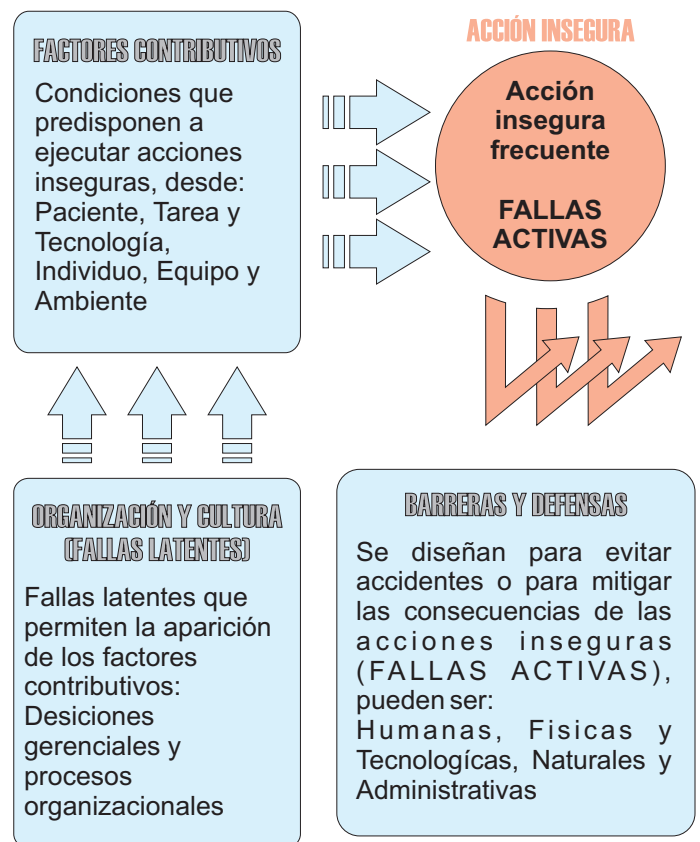 FACTORES CONTRIBUTIVOS
Condiciones que
predisponen a
ejecutar acciones
inseguras, desde:
Paciente, Tarea y
Tecnología,
Individuo, Equipo y
Ambiente
ACCIÓN INSEGURA
Acción
insegura
frecuente
FALLAS
ACTIVAS
ORGANIZACIÓN Y CULTURA
(FALLAS LATENTES)
Fallas latentes que
permiten la aparición
de los factores
contributivos:
Desiciones
gerenciales y
procesos
organizacionales
BARRERAS Y DEFENSAS
Se diseñan para evitar
accidentes o para mitigar
las consecuencias de las
acciones inseguras
(FALLAS ACTIVAS),
pueden ser:
Humanas, Fisicas y
Tecnologícas, Naturales y
Administrativas